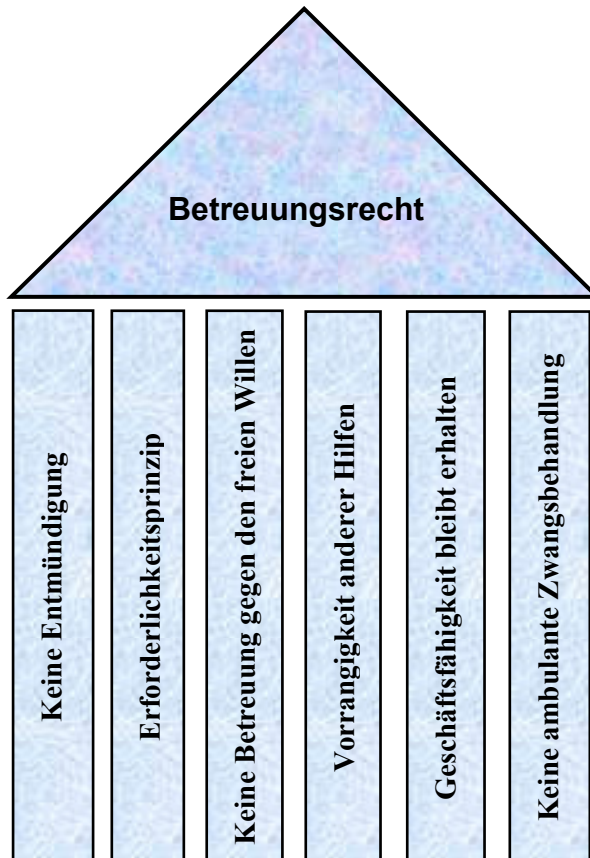 Betreuungsrecht
Keine Entmündigung
Erforderlichkeitsprinzip
Keine Betreuung gegen den freien Willen
Vorrangigkeit anderer Hilfen
Geschäftsfähigkeit bleibt erhalten
Keine ambulante Zwangsbehandlung